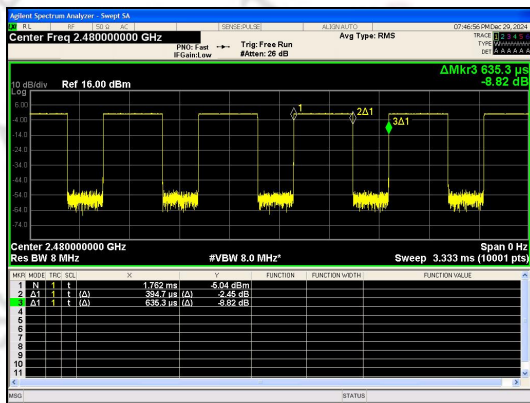 Agilent Spectrum Analyzer - Swept SA
RL RF 50 Ω AC SENSE:PULSE ALIGN AUTO 07:46:56 PM Dec 29, 2024
Center Freq 2.480000000 GHz Avg Type: RMS TRACE 1 2 3 4 5 6
PNO: Fast Trig: Free Run TYPE
IFGain:Low #Atten: 26 dB DET A A A A A A
ΔMkr3 635.3 µs
10 dB/div Ref 16.00 dBm -8.82 dB
Log
6.00
-4.00
-14.0
-24.0
-34.0
-44.0
-54.0
-64.0
-74.0
1
2Δ1
3Δ1
Center 2.480000000 GHz Span 0 Hz
Res BW 8 MHz #VBW 8.0 MHz* Sweep 3.333 ms (10001 pts)
MKR MODE TRC SCL X Y FUNCTION FUNCTION WIDTH FUNCTION VALUE
1 N 1 t 1.762 ms -5.04 dBm
2 Δ1 1 t (Δ) 394.7 µs (Δ) -2.45 dB
3 Δ1 1 t (Δ) 635.3 µs (Δ) -8.82 dB
4
5
6
7
8
9
10
11
MSG STATUS